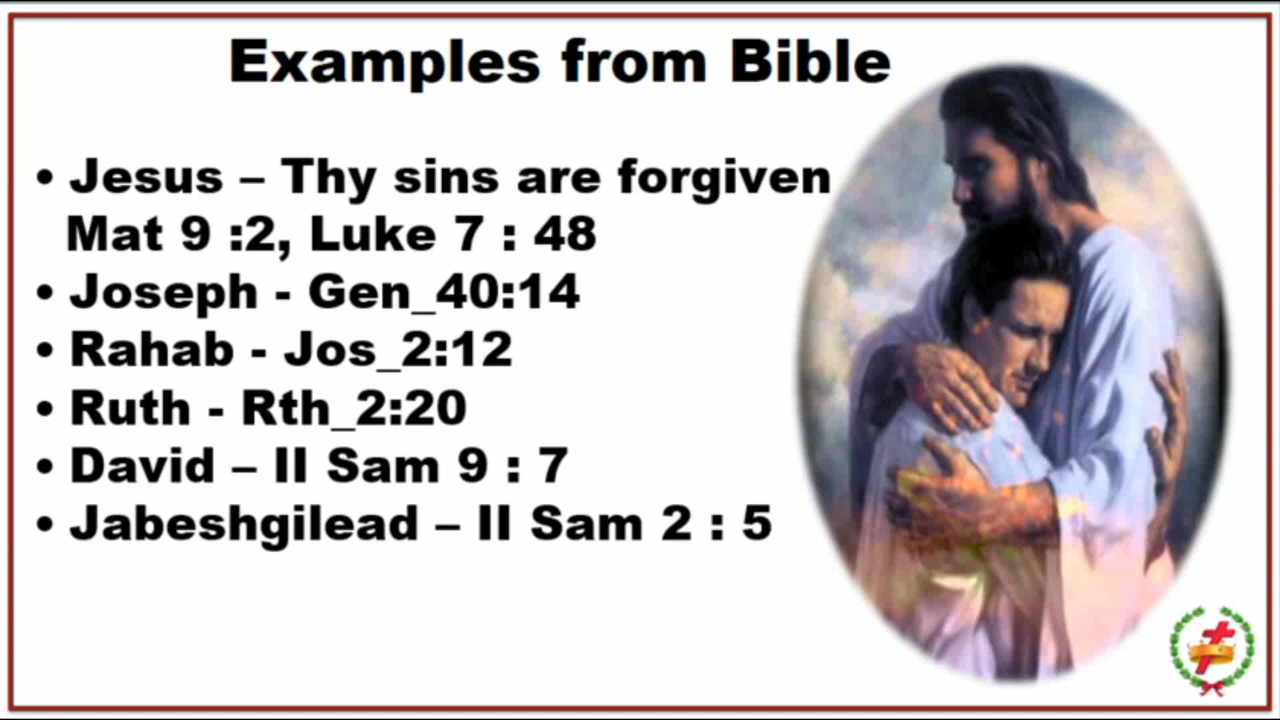 Examples from Bible
• Jesus – Thy sins are forgiven
Mat 9 :2, Luke 7 : 48
• Joseph - Gen_40:14
• Rahab - Jos_2:12
• Ruth - Rth_2:20
• David – II Sam 9 : 7
• Jabeshgilead – II Sam 2 : 5